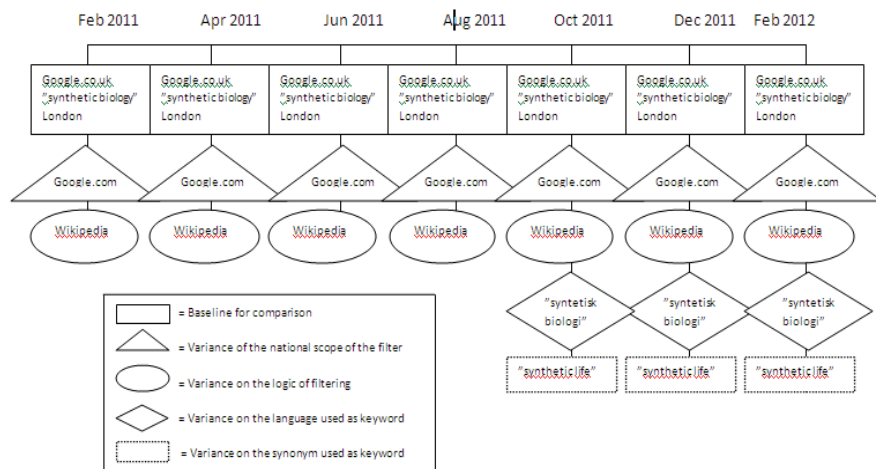 Feb 2011 Apr 2011 Jun 2011 Aug 2011 Oct 2011 Dec 2011 Feb 2012
Google.co.uk Google.co.uk Google.co.uk Google.co.uk Google.co.uk Google.co.uk Google.co.uk
"synthetic biology" "synthetic biology" "synthetic biology" "synthetic biology" "synthetic biology" "synthetic biology" "synthetic biology"
London London London London London London London
Google.com Google.com Google.com Google.com Google.com Google.com Google.com
Wikipedia Wikipedia Wikipedia Wikipedia Wikipedia Wikipedia Wikipedia
"syntetisk "syntetisk "syntetisk
biologi" biologi" biologi"
"synthetic life" "synthetic life" "synthetic life"
= Baseline for comparison
= Variance of the national scope of the filter
= Variance on the logic of filtering
= Variance on the language used as keyword
= Variance on the synonym used as keyword